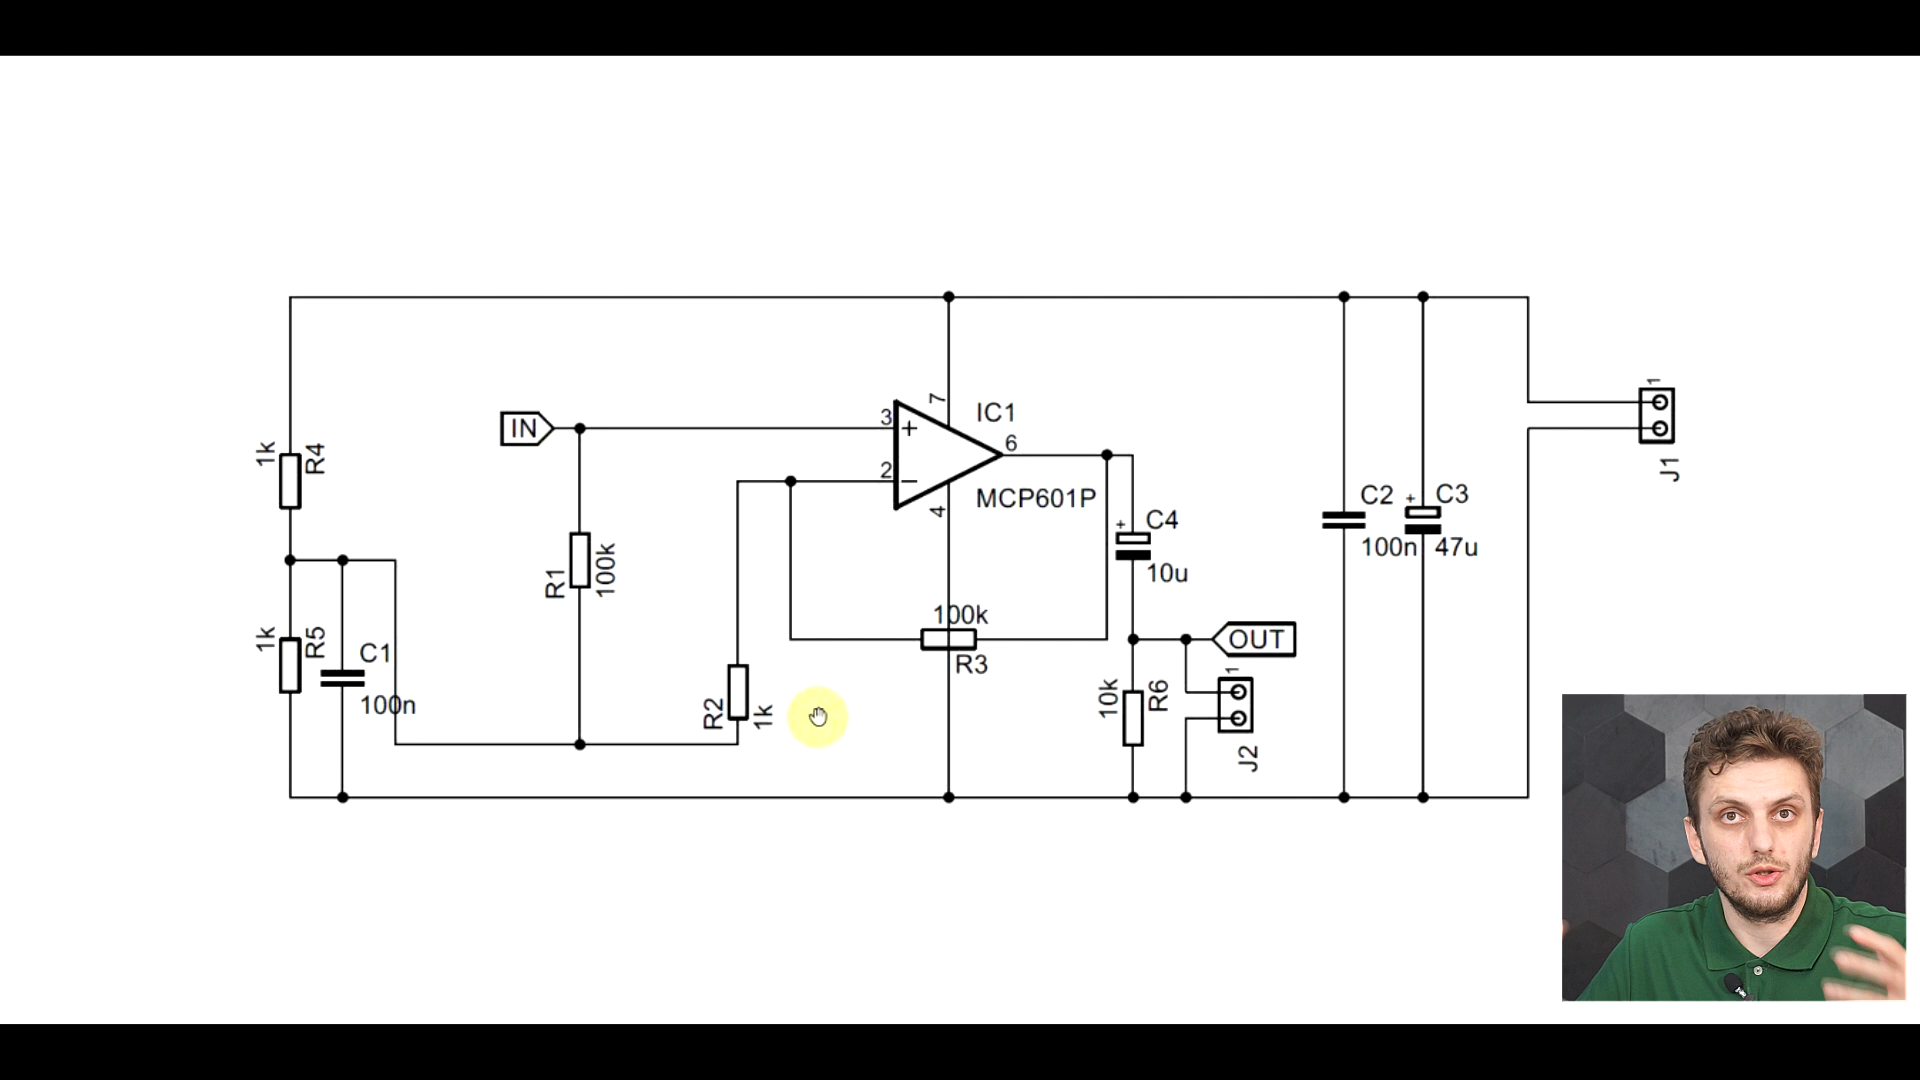 1
7
IC1
3
IN
+
6
J1
1k
R4
2
−
4
MCP601P
+
C4
+
C2
C3
100n
47u
R1
100k
10u
1k
R5
C1
100k
R3
OUT
1
100n
R2
1k
10k
R6
J2